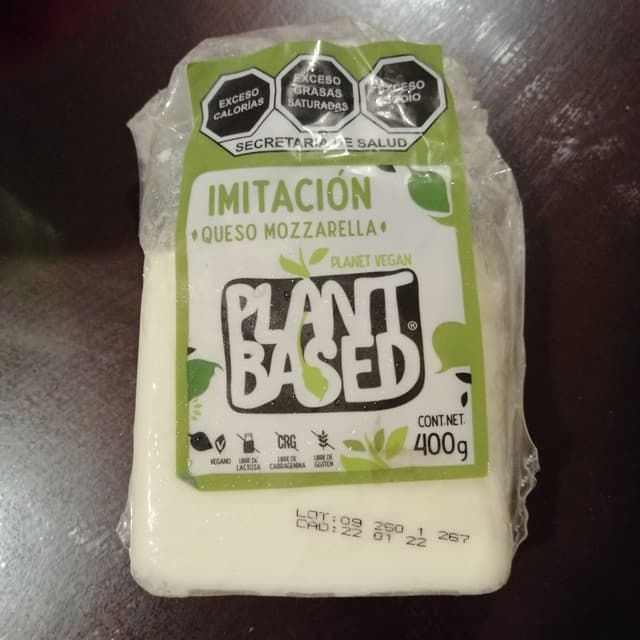 EXCESO
CALORÍAS
EXCESO
GRASAS
SATURADAS
EXCESO
SECRETARÍA DE SALUD
IMITACIÓN
QUESO MOZZARELLA
PLANET VEGAN
PLANT
BASED®
CONT. NET.
400g
CRG
VEGANO
LIBRE DE
LACTOSA
LIBRE DE
CARRAGENINA
LIBRE DE
GLUTEN
LOT:09 260 1 267
CAD:22 01 22